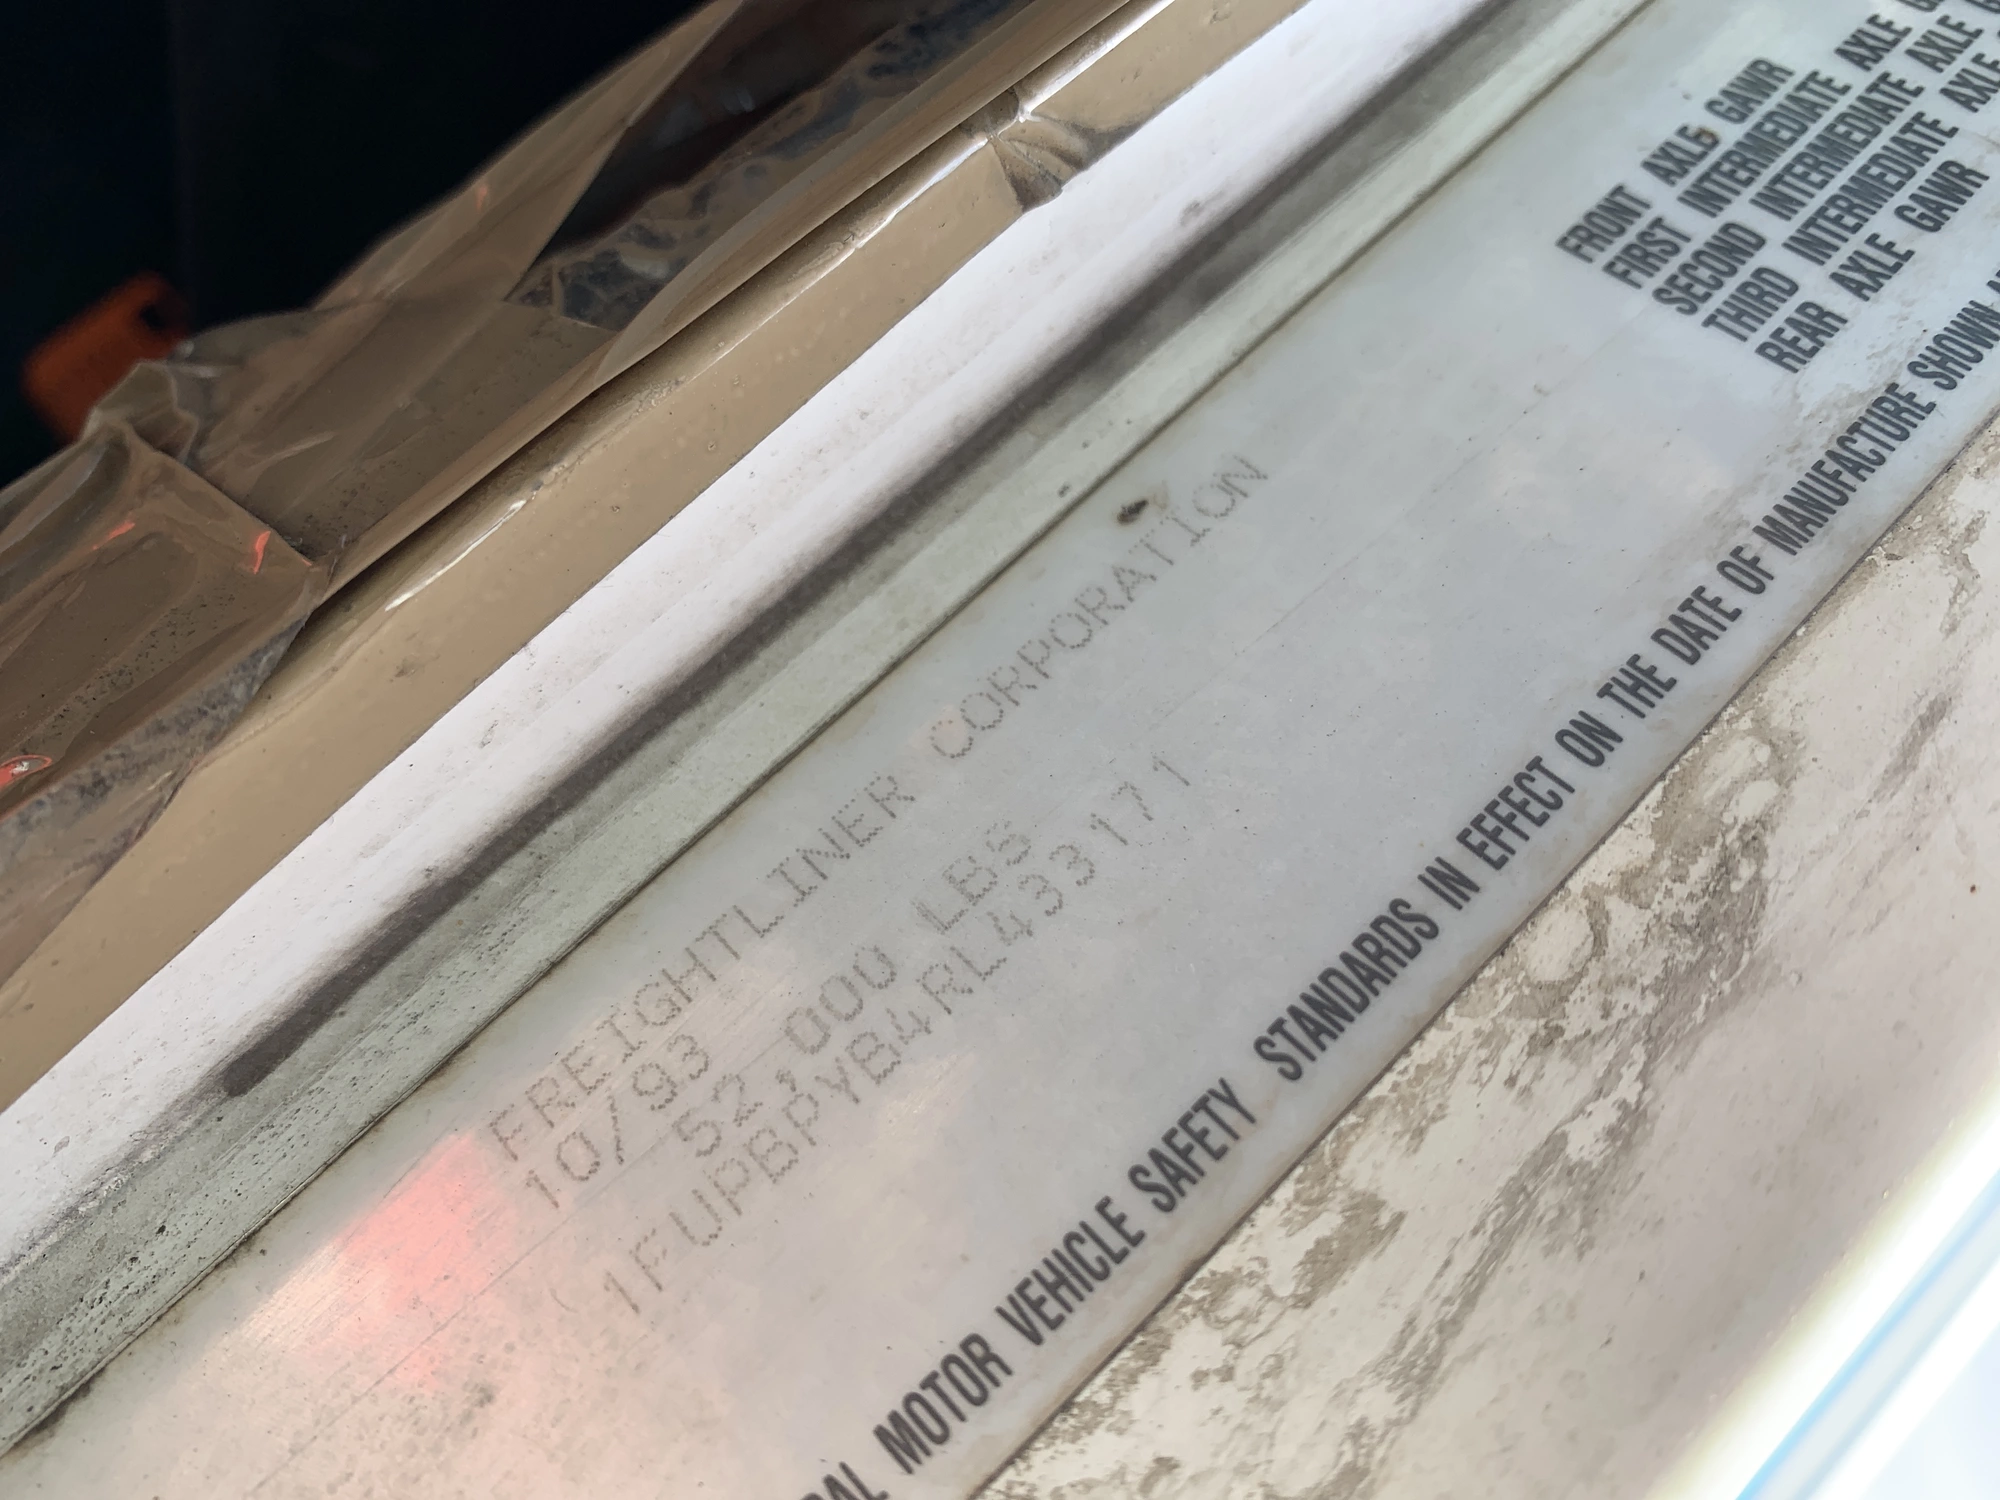 FREIGHTLINER CORPORATION
10/93
52,000 LBS
1FUPBPYB4RL433171
MOTOR VEHICLE SAFETY STANDARDS IN EFFECT ON THE DATE OF MANUFACTURE SHOWN
FRONT AXLE GAWR
FIRST INTERMEDIATE AXLE
SECOND INTERMEDIATE AXLE
THIRD INTERMEDIATE AXLE
REAR AXLE GAWR